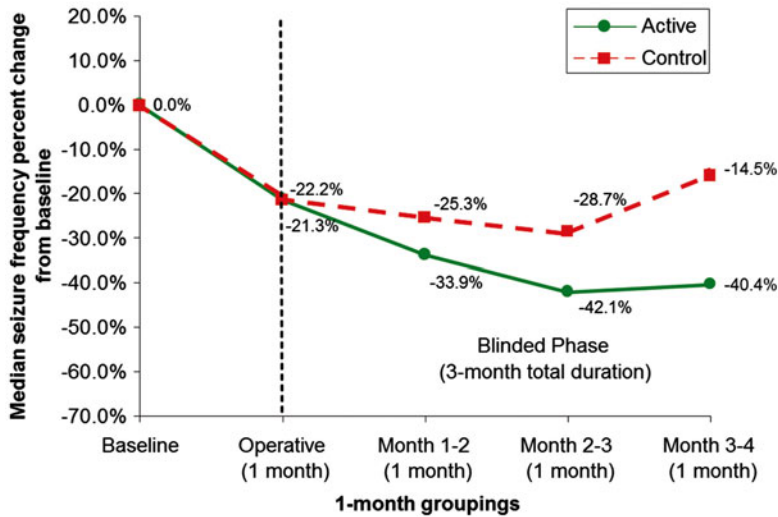 20.0%
10.0%
0.0%
-10.0%
-20.0%
-30.0%
-40.0%
-50.0%
-60.0%
-70.0%
Median seizure frequency percent change
from baseline
Active
Control
0.0%
-22.2%
-21.3%
-25.3%
-33.9%
-28.7%
-42.1%
-14.5%
-40.4%
Blinded Phase
(3-month total duration)
Baseline
Operative
(1 month)
Month 1-2
(1 month)
Month 2-3
(1 month)
Month 3-4
(1 month)
1-month groupings